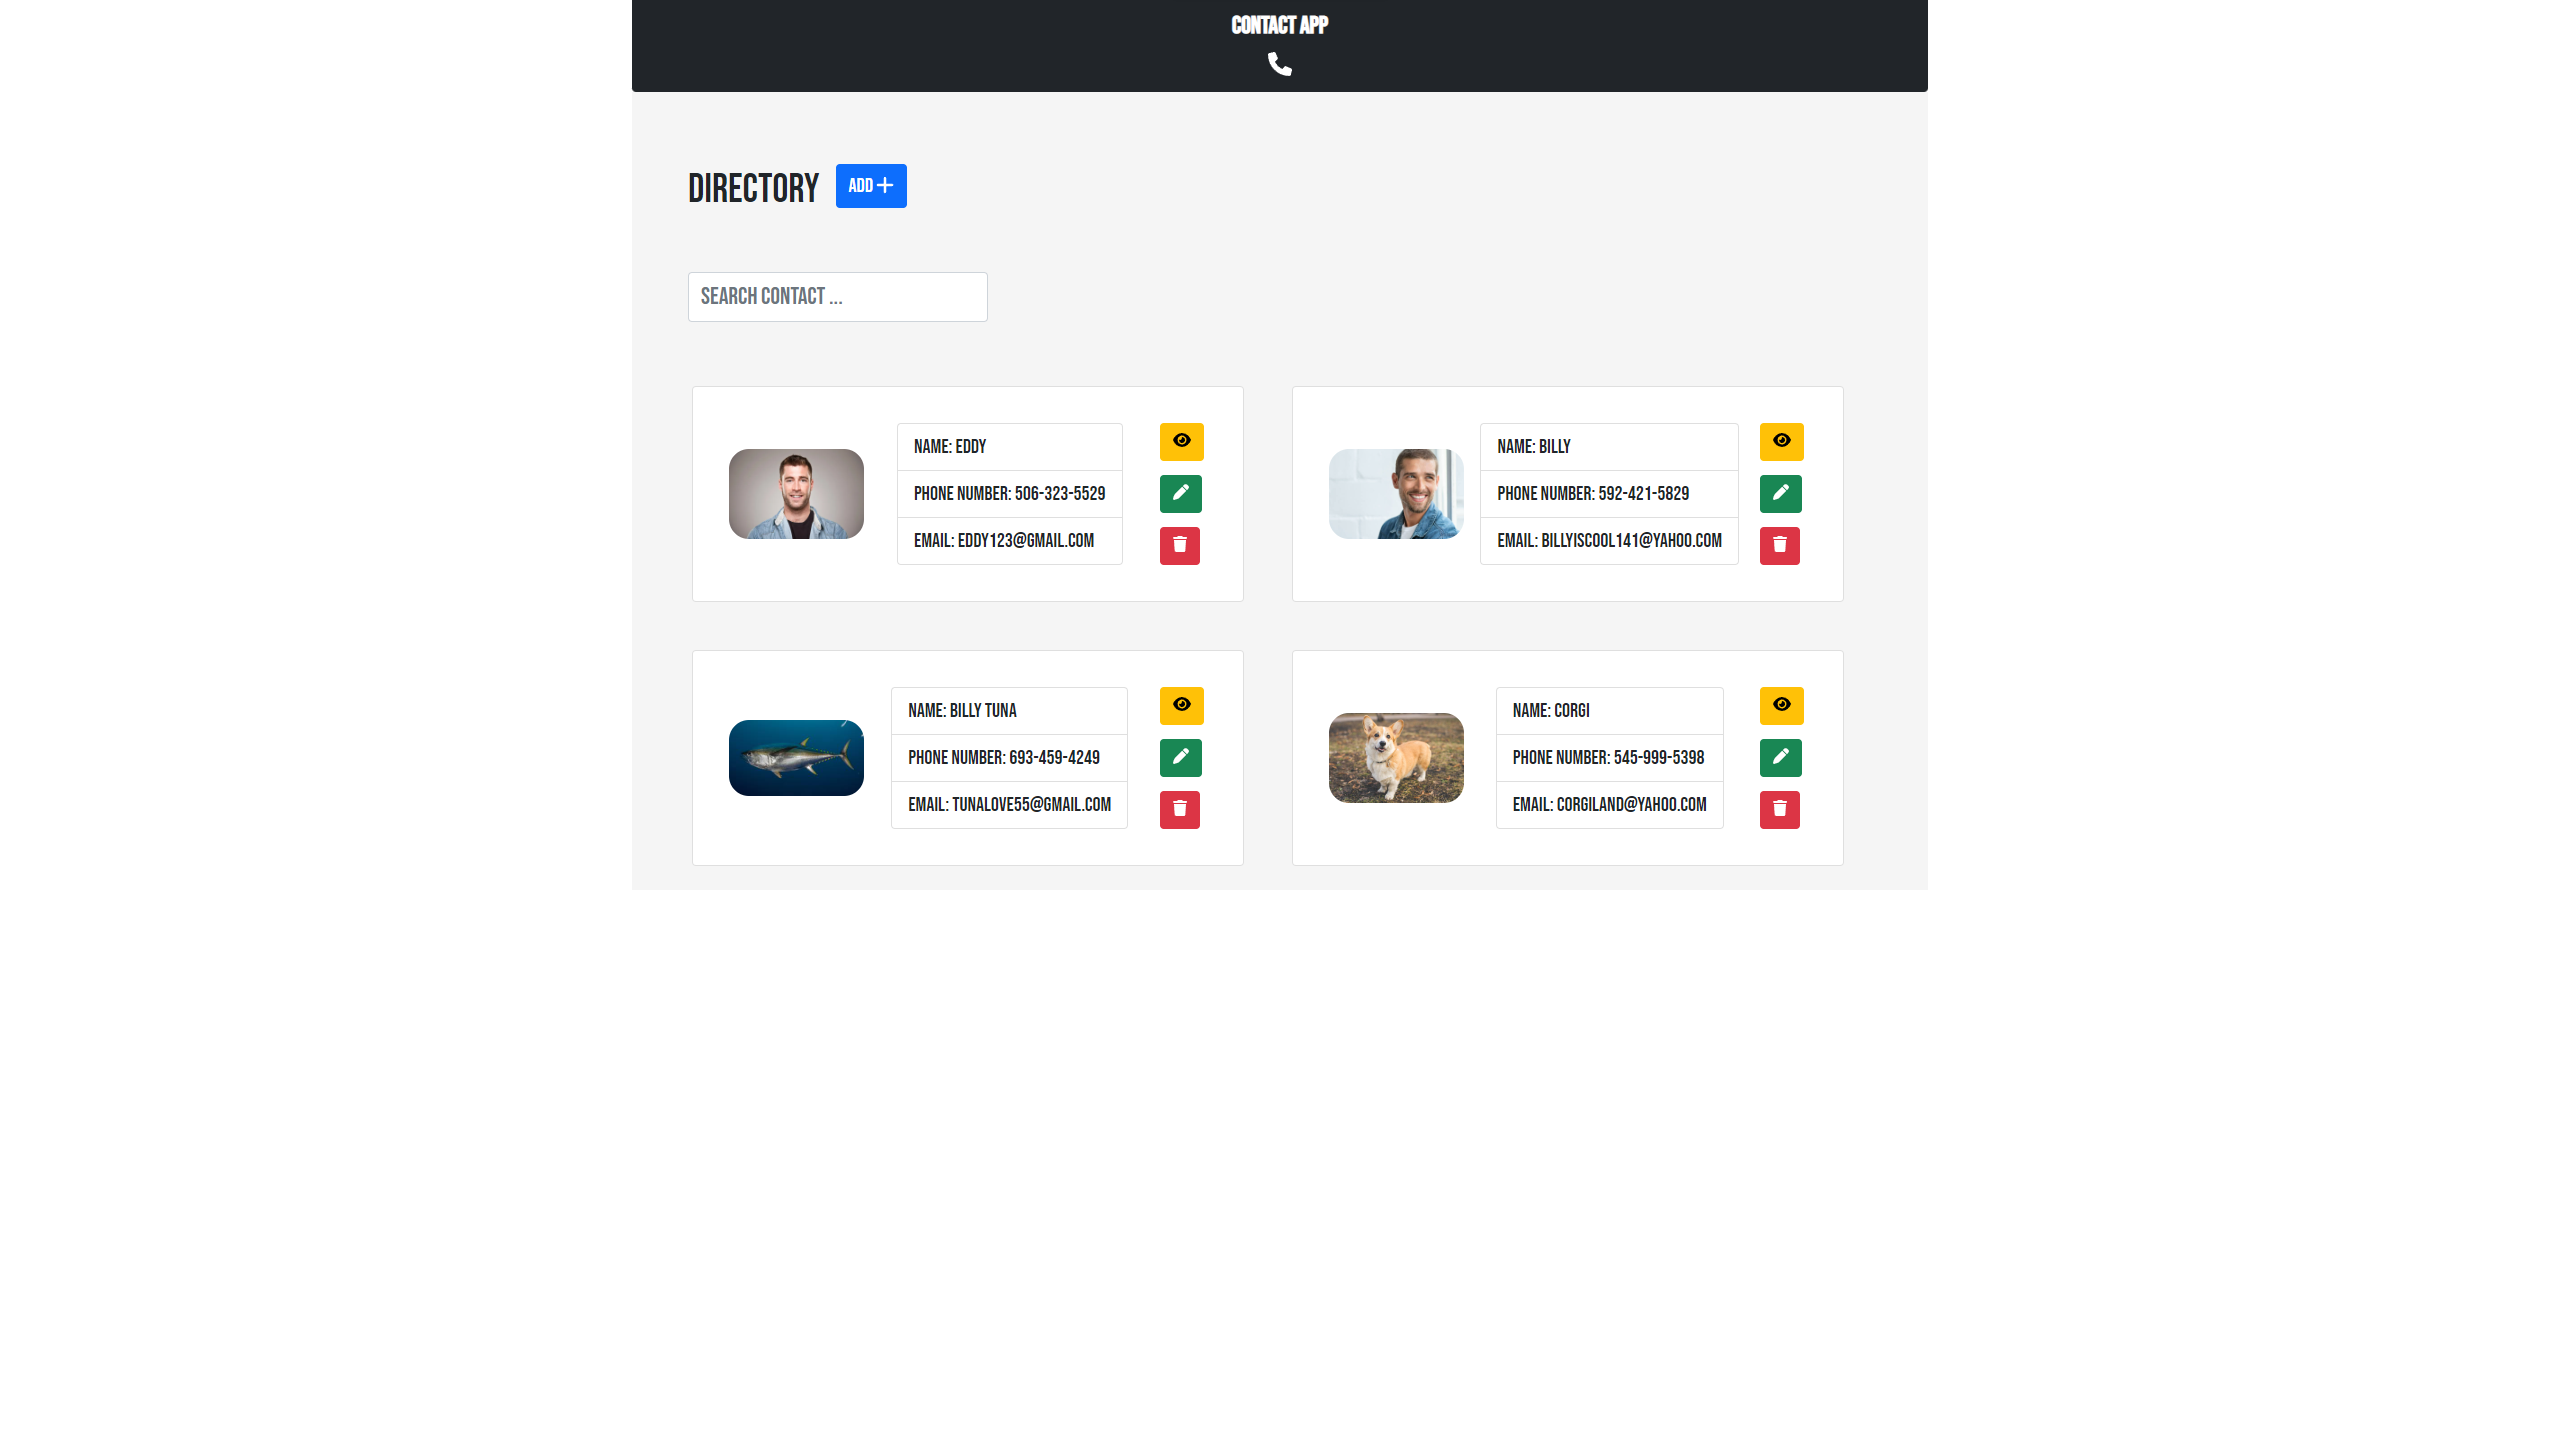 CONTACT APP
DIRECTORY
ADD
SEARCH CONTACT ...
NAME: EDDY
PHONE NUMBER: 506-323-5529
EMAIL: EDDY123@GMAIL.COM
NAME: BILLY
PHONE NUMBER: 592-421-5829
EMAIL: BILLYISCOOL141@YAHOO.COM
NAME: BILLY TUNA
PHONE NUMBER: 693-459-4249
EMAIL: TUNALOVE55@GMAIL.COM
NAME: CORGI
PHONE NUMBER: 545-999-5398
EMAIL: CORGILAND@YAHOO.COM